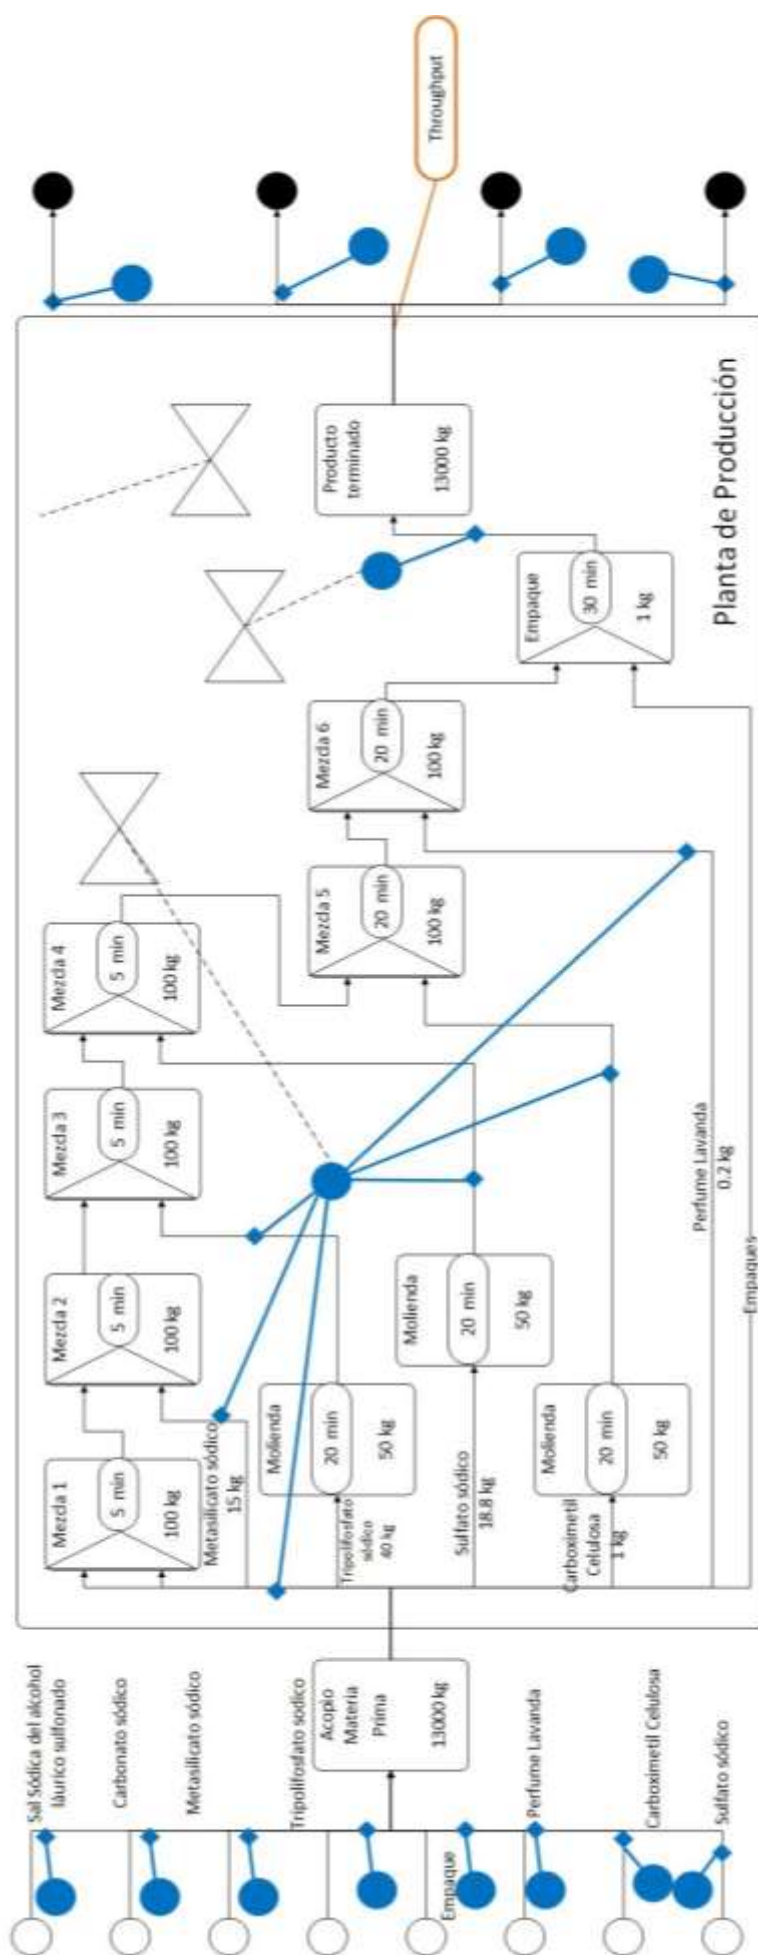 Sal Sódica del alcohol
láurico sulfonado
Carbonato sódico
Metasilicato sódico
Tripolifosfato sódico
Empaque
Perfume Lavanda
Carboximetil Celulosa
Sulfato sódico
Acopio
Materia
Prima
13000 kg
Mezcla 1
5 min
100 kg
Mezcla 2
5 min
100 kg
Mezcla 3
5 min
100 kg
Mezcla 4
5 min
100 kg
Metasilicato sódico
15 kg
Tripolifosfato
sódico
40 kg
Molienda
20 min
50 kg
Sulfato sódico
18.8 kg
Molienda
20 min
50 kg
Carboximetil
Celulosa
1 kg
Molienda
20 min
50 kg
Mezcla 5
20 min
100 kg
Mezcla 6
20 min
100 kg
Perfume Lavanda
0.2 kg
Empaques
Empaque
30 min
1 kg
Producto
terminado
13000 kg
Planta de Producción
Throughput